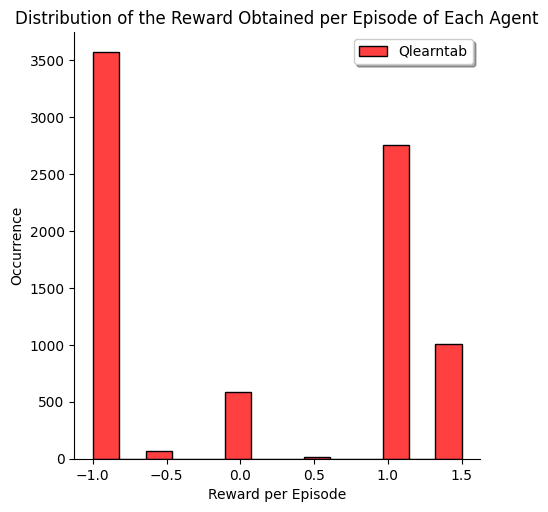 Distribution of the Reward Obtained per Episode of Each Agent
Qlearntab
3500
3000
2500
2000
1500
1000
500
0
Occurrence
−1.0 −0.5 0.0 0.5 1.0 1.5
Reward per Episode